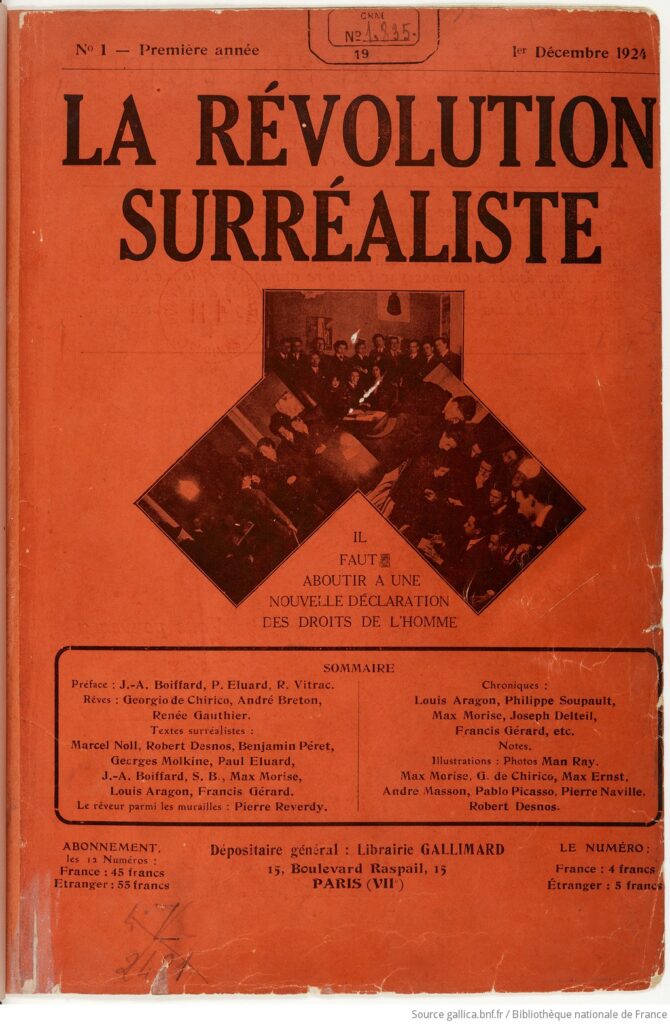 CRAE
No 1.835.
19
No 1 — Première année
1er Décembre 1924
LA RÉVOLUTION
SURRÉALISTE
IL
FAUT
ABOUTIR A UNE
NOUVELLE DÉCLARATION
DES DROITS DE L'HOMME
SOMMAIRE
Préface : J.-A. Boiffard, P. Eluard, R. Vitrac.
Rêves : Georgio de Chirico, André Breton,
Renée Gauthier.
Textes surréalistes :
Marcel Noll, Robert Desnos, Benjamin Péret,
Georges Malkine, Paul Eluard,
J.-A. Boiffard, S. B., Max Morise,
Louis Aragon, Francis Gérard.
Le rêveur parmi les murailles : Pierre Reverdy.
Chroniques :
Louis Aragon, Philippe Soupault,
Max Morise, Joseph Delteil,
Francis Gérard, etc.
Notes.
Illustrations : Photos Man Ray.
Max Morise, G. de Chirico, Max Ernst,
André Masson, Pablo Picasso, Pierre Naville,
Robert Desnos.
ABONNEMENT,
les 12 Numéros :
France : 45 francs
Etranger : 55 francs
Dépositaire général : Librairie GALLIMARD
15, Boulevard Raspail, 15
PARIS (VIIe)
LE NUMÉRO :
France : 4 francs
Étranger : 5 francs
Source gallica.bnf.fr / Bibliothèque nationale de France